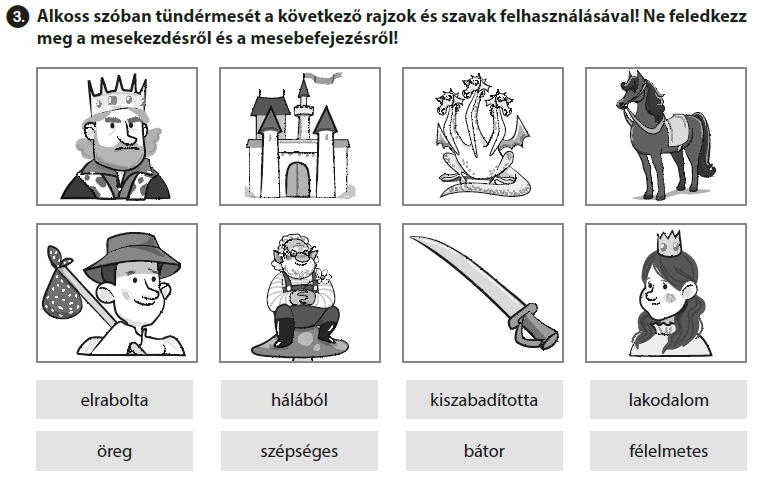 3. Alkoss szóban tündérmesét a következő rajzok és szavak felhasználásával! Ne feledkezz
meg a mesekezdésről és a mesebefejezésről!
elrabolta
hálából
kiszabadította
lakodalom
öreg
szépséges
bátor
félelmetes